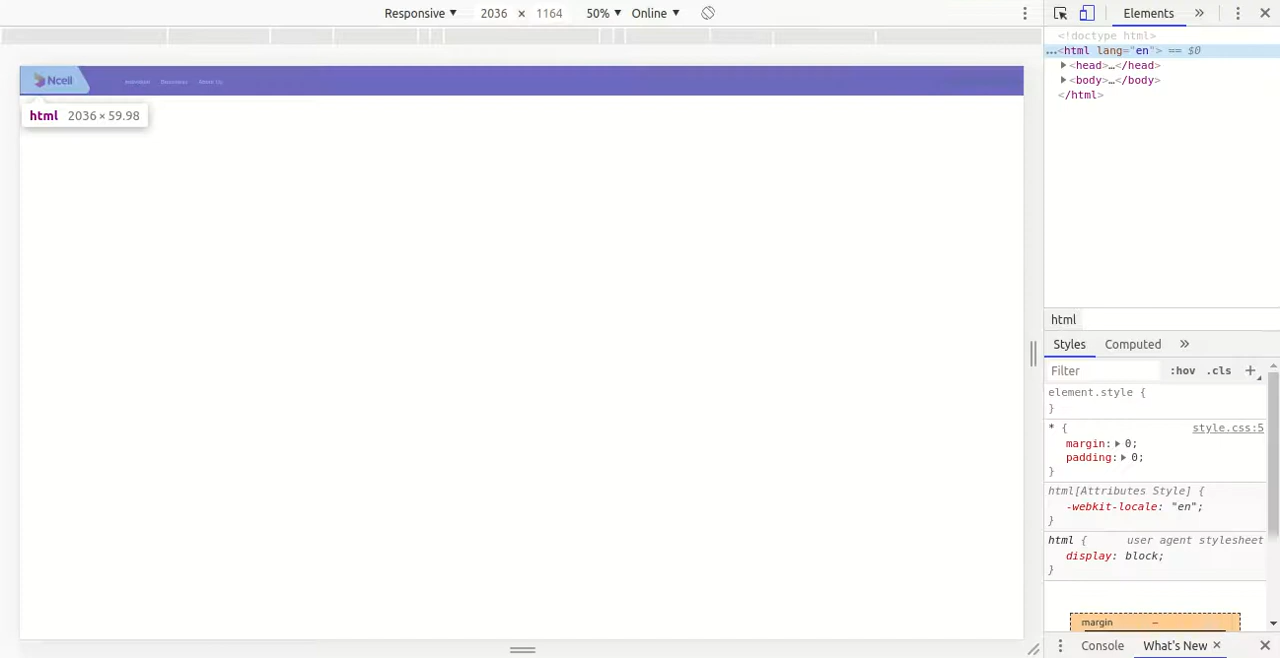 Responsive ▼ 2036 × 1164 50% ▼ Online ▼
Elements »
<!doctype html>
…<html lang="en"> == $0
▶<head>…</head>
▶<body>…</body>
</html>
Ncell
About Us
html 2036 × 59.98
html
Styles Computed »
Filter :hov .cls +
element.style {
}
* { style.css:5
margin:▶ 0;
padding:▶ 0;
}
html[Attributes Style] {
-webkit-locale: "en";
}
html { user agent stylesheet
display: block;
}
margin –
Console What's New ×